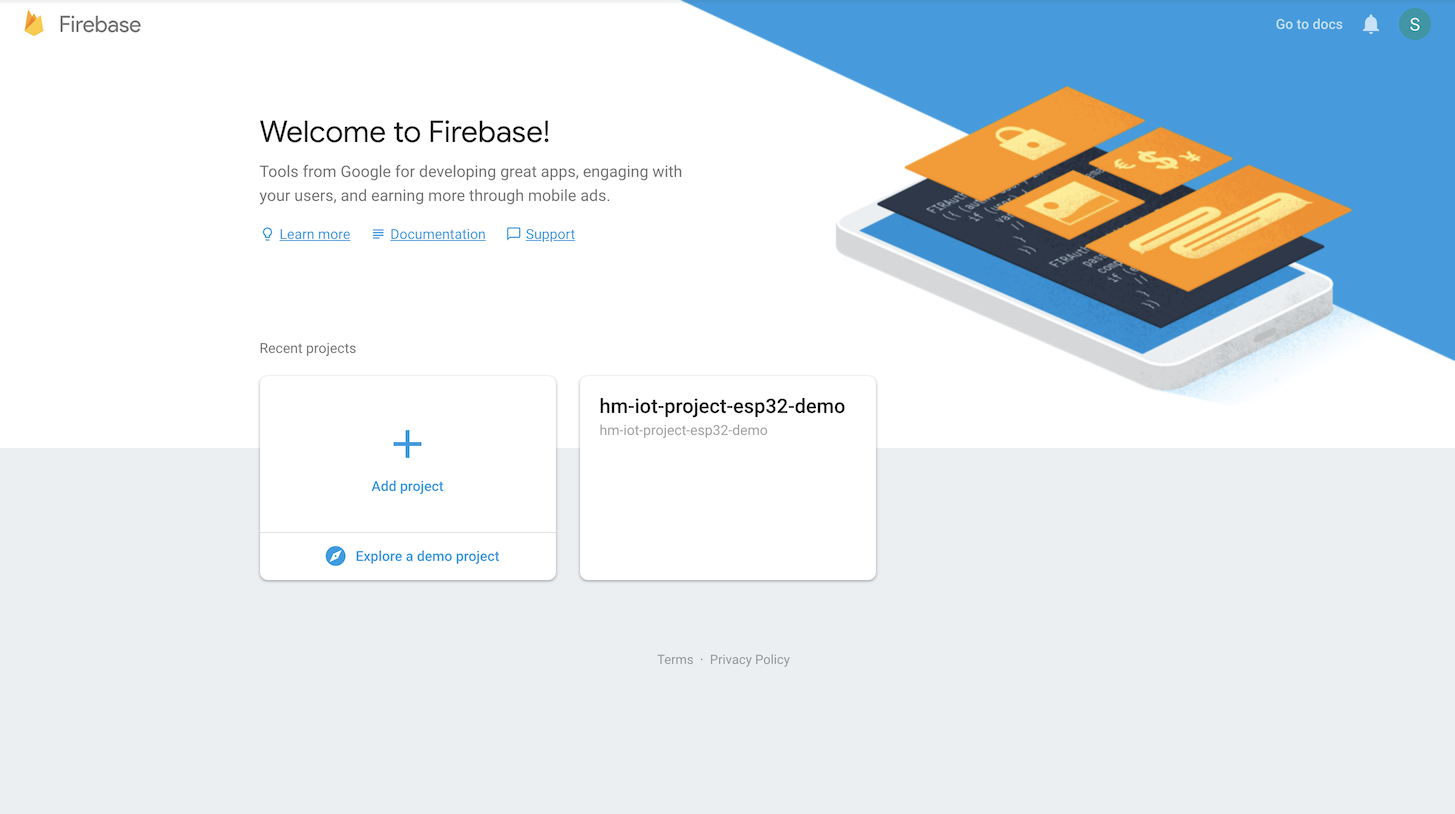 Firebase
Go to docs
S
Welcome to Firebase!
Tools from Google for developing great apps, engaging with
your users, and earning more through mobile ads.
Learn more Documentation Support
Recent projects
hm-iot-project-esp32-demo
hm-iot-project-esp32-demo
Add project
Explore a demo project
Terms · Privacy Policy